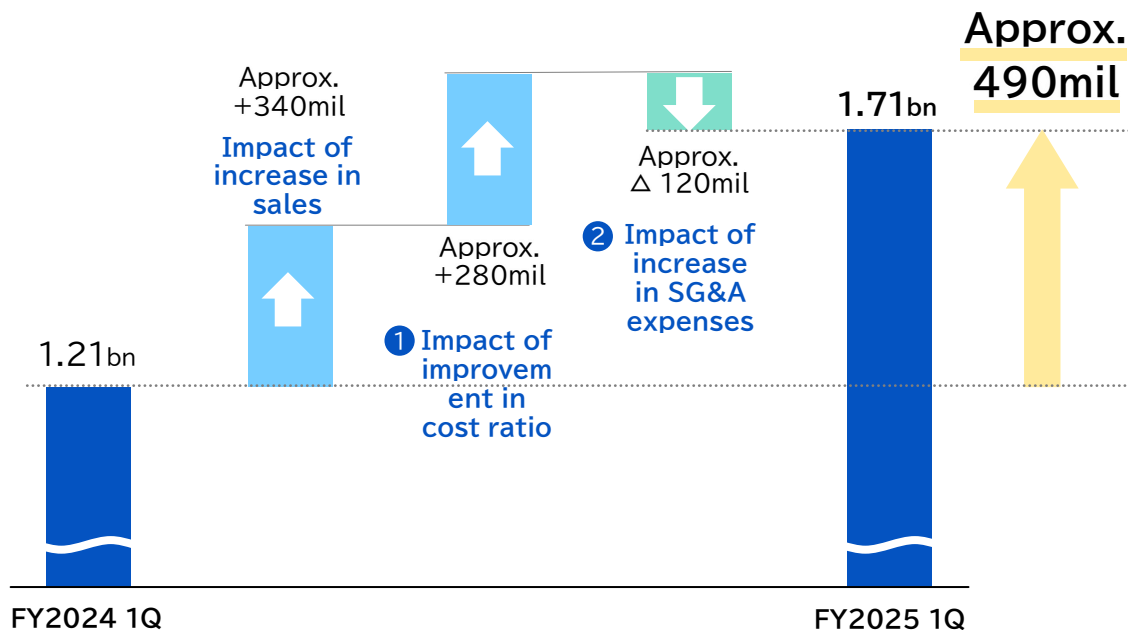 Approx.
490mil
Approx.
+340mil
Impact of
increase in
sales
Approx.
+280mil
1 Impact of
improvem
ent in
cost ratio
Approx.
△ 120mil
2 Impact of
increase
in SG&A
expenses
1.21bn
1.71bn
FY2024 1Q
FY2025 1Q